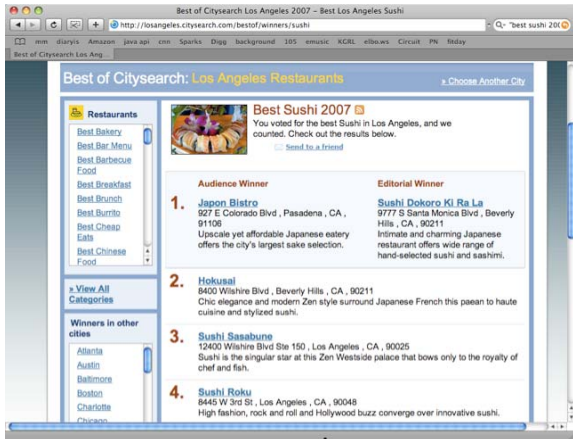 Best of Citysearch Los Angeles 2007 – Best Los Angeles Sushi
http://losangeles.citysearch.com/bestof/winners/sushi
"best sushi 200
mm diaryis Amazon java api cnn Sparks Digg background 105 emusic KCRL elbo.ws Circuit PN fitday
Best of Citysearch Los Ang...
Best of Citysearch: Los Angeles Restaurants
» Choose Another City
Restaurants
Best Bakery
Best Bar Menu
Best Barbecue
Food
Best Breakfast
Best Brunch
Best Burrito
Best Cheap
Eats
Best Chinese
Food
» View All
Categories
Winners in other
cities
Atlanta
Austin
Baltimore
Boston
Charlotte
Chicago
Best Sushi 2007
You voted for the best Sushi in Los Angeles, and we
counted. Check out the results below.
Send to a friend
Audience Winner
1. Japon Bistro
927 E Colorado Blvd , Pasadena , CA ,
91106
Upscale yet affordable Japanese eatery
offers the city's largest sake selection.
Editorial Winner
Sushi Dokoro Ki Ra La
9777 S Santa Monica Blvd , Beverly
Hills , CA , 90211
Intimate and charming Japanese
restaurant offers wide range of
hand-selected sushi and sashimi.
2. Hokusai
8400 Wilshire Blvd , Beverly Hills , CA , 90211
Chic elegance and modern Zen style surround Japanese French this paean to haute
cuisine and stylized sushi.
3. Sushi Sasabune
12400 Wilshire Blvd Ste 150 , Los Angeles , CA , 90025
Sushi is the singular star at this Zen Westside palace that bows only to the royalty of
chef and fish.
4. Sushi Roku
8445 W 3rd St , Los Angeles , CA , 90048
High fashion, rock and roll and Hollywood buzz converge over innovative sushi.